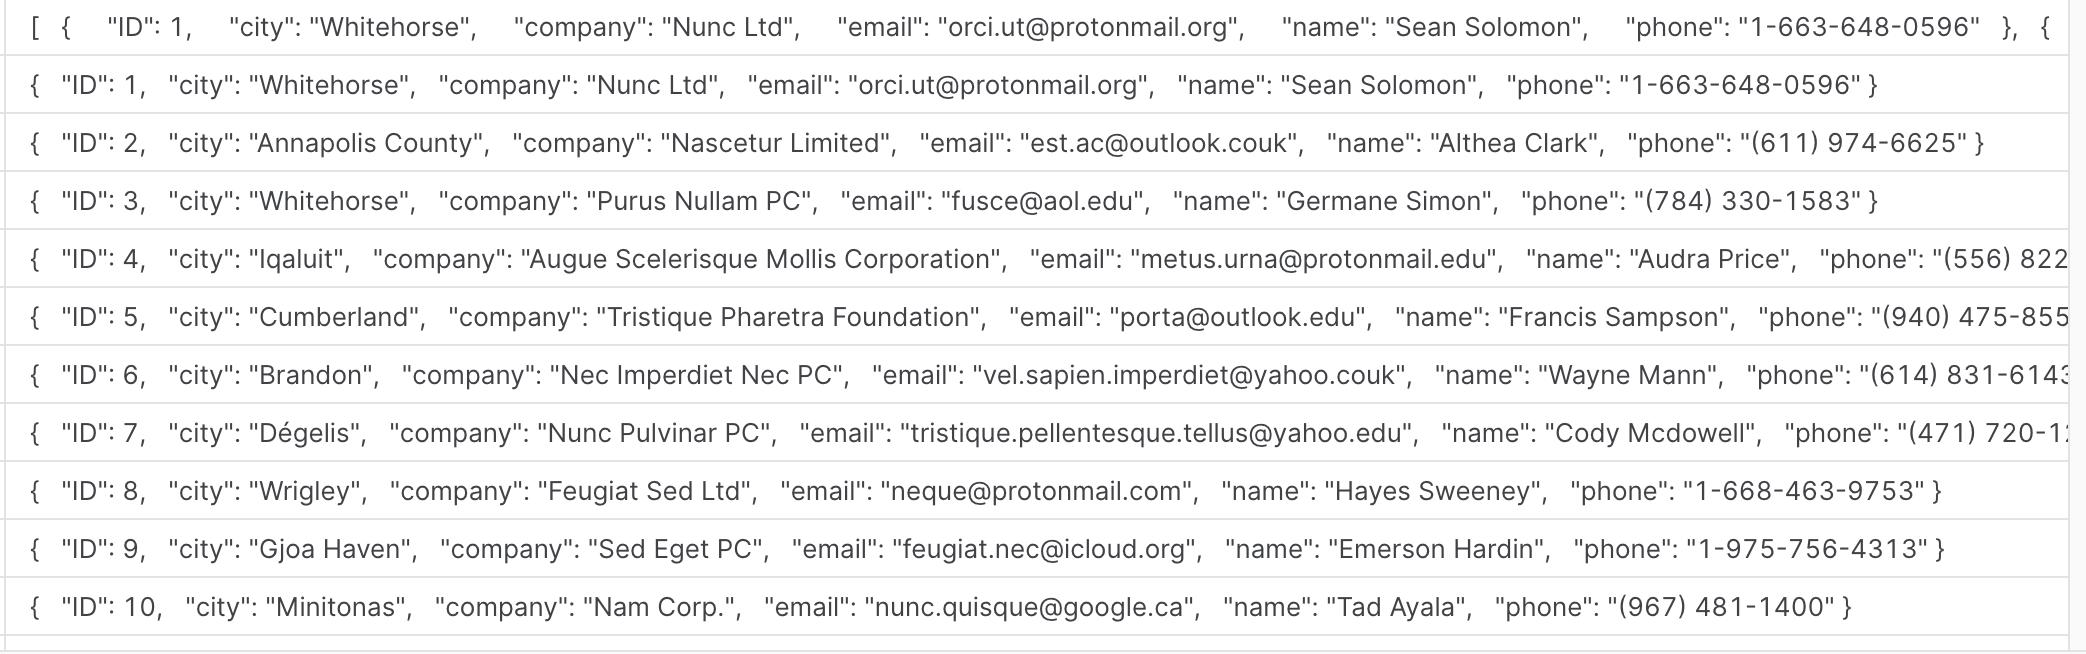 [ { "ID": 1, "city": "Whitehorse", "company": "Nunc Ltd", "email": "orci.ut@protonmail.org", "name": "Sean Solomon", "phone": "1-663-648-0596" }, {
{ "ID": 1, "city": "Whitehorse", "company": "Nunc Ltd", "email": "orci.ut@protonmail.org", "name": "Sean Solomon", "phone": "1-663-648-0596" }
{ "ID": 2, "city": "Annapolis County", "company": "Nascetur Limited", "email": "est.ac@outlook.couk", "name": "Althea Clark", "phone": "(611) 974-6625" }
{ "ID": 3, "city": "Whitehorse", "company": "Purus Nullam PC", "email": "fusce@aol.edu", "name": "Germane Simon", "phone": "(784) 330-1583" }
{ "ID": 4, "city": "Iqaluit", "company": "Augue Scelerisque Mollis Corporation", "email": "metus.urna@protonmail.edu", "name": "Audra Price", "phone": "(556) 822
{ "ID": 5, "city": "Cumberland", "company": "Tristique Pharetra Foundation", "email": "porta@outlook.edu", "name": "Francis Sampson", "phone": "(940) 475-855
{ "ID": 6, "city": "Brandon", "company": "Nec Imperdiet Nec PC", "email": "vel.sapien.imperdiet@yahoo.couk", "name": "Wayne Mann", "phone": "(614) 831-6143
{ "ID": 7, "city": "Dégelis", "company": "Nunc Pulvinar PC", "email": "tristique.pellentesque.tellus@yahoo.edu", "name": "Cody Mcdowell", "phone": "(471) 720-12
{ "ID": 8, "city": "Wrigley", "company": "Feugiat Sed Ltd", "email": "neque@protonmail.com", "name": "Hayes Sweeney", "phone": "1-668-463-9753" }
{ "ID": 9, "city": "Gjoa Haven", "company": "Sed Eget PC", "email": "feugiat.nec@icloud.org", "name": "Emerson Hardin", "phone": "1-975-756-4313" }
{ "ID": 10, "city": "Minitonas", "company": "Nam Corp.", "email": "nunc.quisque@google.ca", "name": "Tad Ayala", "phone": "(967) 481-1400" }